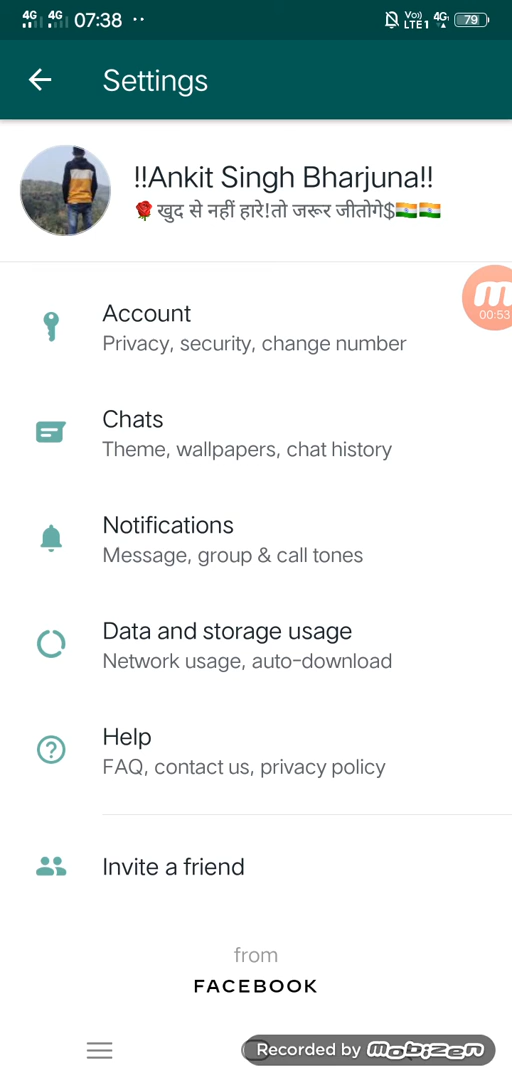 4G 4G 07:38 Vo)) LTE1 4G 79
Settings
!!Ankit Singh Bharjuna!!
🌹खुद से नहीं हारे!तो जरूर जीतोगे$🇮🇳🇮🇳
00:53
Account
Privacy, security, change number
Chats
Theme, wallpapers, chat history
Notifications
Message, group & call tones
Data and storage usage
Network usage, auto-download
Help
FAQ, contact us, privacy policy
Invite a friend
from
FACEBOOK
Recorded by mobizen